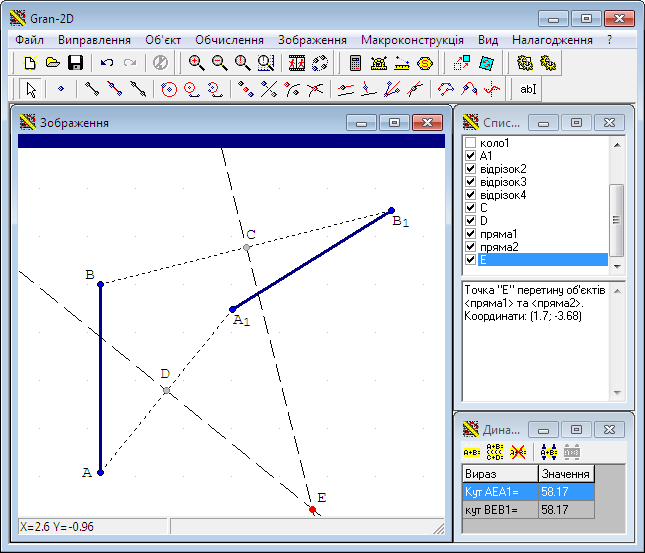 Gran-2D
Файл Виправлення Об'єкт Обчислення Зображення Макроконструкція Вид Налагодження ?
abI
Зображення
C
B1
B
A1
D
A
E
X=2.6 Y=-0.96
Спис...
коло1
A1
відрізок2
відрізок3
відрізок4
C
D
пряма1
пряма2
E
Точка "E" перетину об'єктів
<пряма1> та <пряма2>.
Координати: (1.7; -3.68)
Дина...
A+B= A+B= C+D= A+B= A+B= A+B=
Вираз Значення
Кут AEA1= 58.17
кут BEB1= 58.17